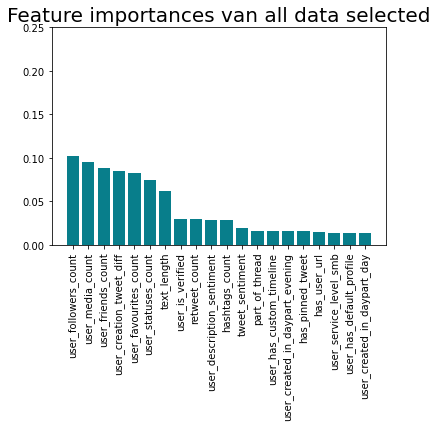 Feature importances van all data selected
0.25
0.20
0.15
0.10
0.05
0.00
user_followers_count
user_media_count
user_friends_count
user_creation_tweet_diff
user_favourites_count
user_statuses_count
text_length
user_is_verified
retweet_count
user_description_sentiment
hashtags_count
tweet_sentiment
part_of_thread
user_has_custom_timeline
user_created_in_daypart_evening
has_pinned_tweet
has_user_url
user_service_level_smb
user_has_default_profile
user_created_in_daypart_day